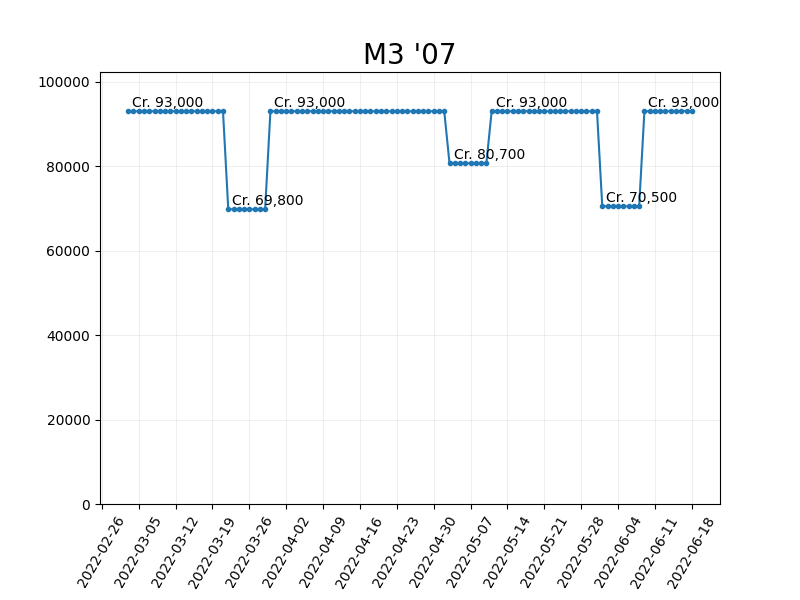 M3 '07
100000
80000
60000
40000
20000
0
Cr. 93,000
Cr. 69,800
Cr. 93,000
Cr. 80,700
Cr. 93,000
Cr. 70,500
Cr. 93,000
2022-02-26
2022-03-05
2022-03-12
2022-03-19
2022-03-26
2022-04-02
2022-04-09
2022-04-16
2022-04-23
2022-04-30
2022-05-07
2022-05-14
2022-05-21
2022-05-28
2022-06-04
2022-06-11
2022-06-18